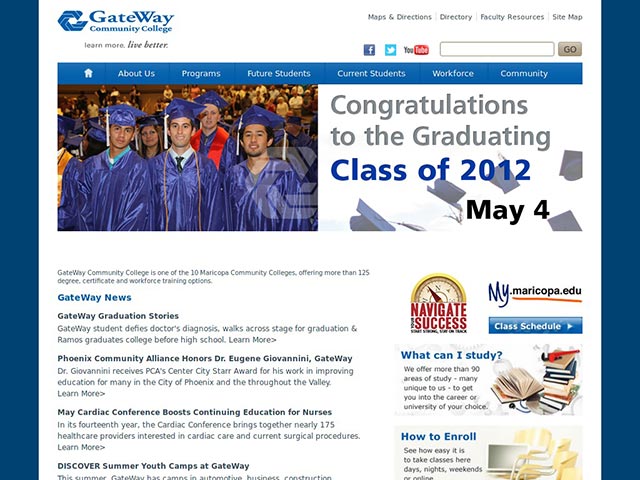 GateWay
Community College
learn more. live better.
Maps & Directions | Directory | Faculty Resources | Site Map
YouTube
GO
About Us
Programs
Future Students
Current Students
Workforce
Community
Congratulations
to the Graduating
Class of 2012
May 4
GateWay Community College is one of the 10 Maricopa Community Colleges, offering more than 125
degree, certificate and workforce training options.
GateWay News
GateWay Graduation Stories
GateWay student defies doctor's diagnosis, walks across stage for graduation &
Ramos graduates college before high school. Learn More>
Phoenix Community Alliance Honors Dr. Eugene Giovannini, GateWay
Dr. Giovannini receives PCA's Center City Starr Award for his work in improving
education for many in the City of Phoenix and the throughout the Valley.
Learn More>
May Cardiac Conference Boosts Continuing Education for Nurses
In its fourteenth year, the Cardiac Conference brings together nearly 175
healthcare providers interested in cardiac care and current surgical procedures.
Learn More>
DISCOVER Summer Youth Camps at GateWay
This summer, GateWay has camps in automotive, business, construction
NAVIGATE
YOUR
SUCCESS
START STRONG, STAY ON TRACK
My.maricopa.edu
Class Schedule
What can I study?
We offer more than 90
areas of study - many
unique to us - to get
you into the career or
university of your choice.
How to Enroll
See how easy it is
to take classes here
days, nights, weekends
or online.